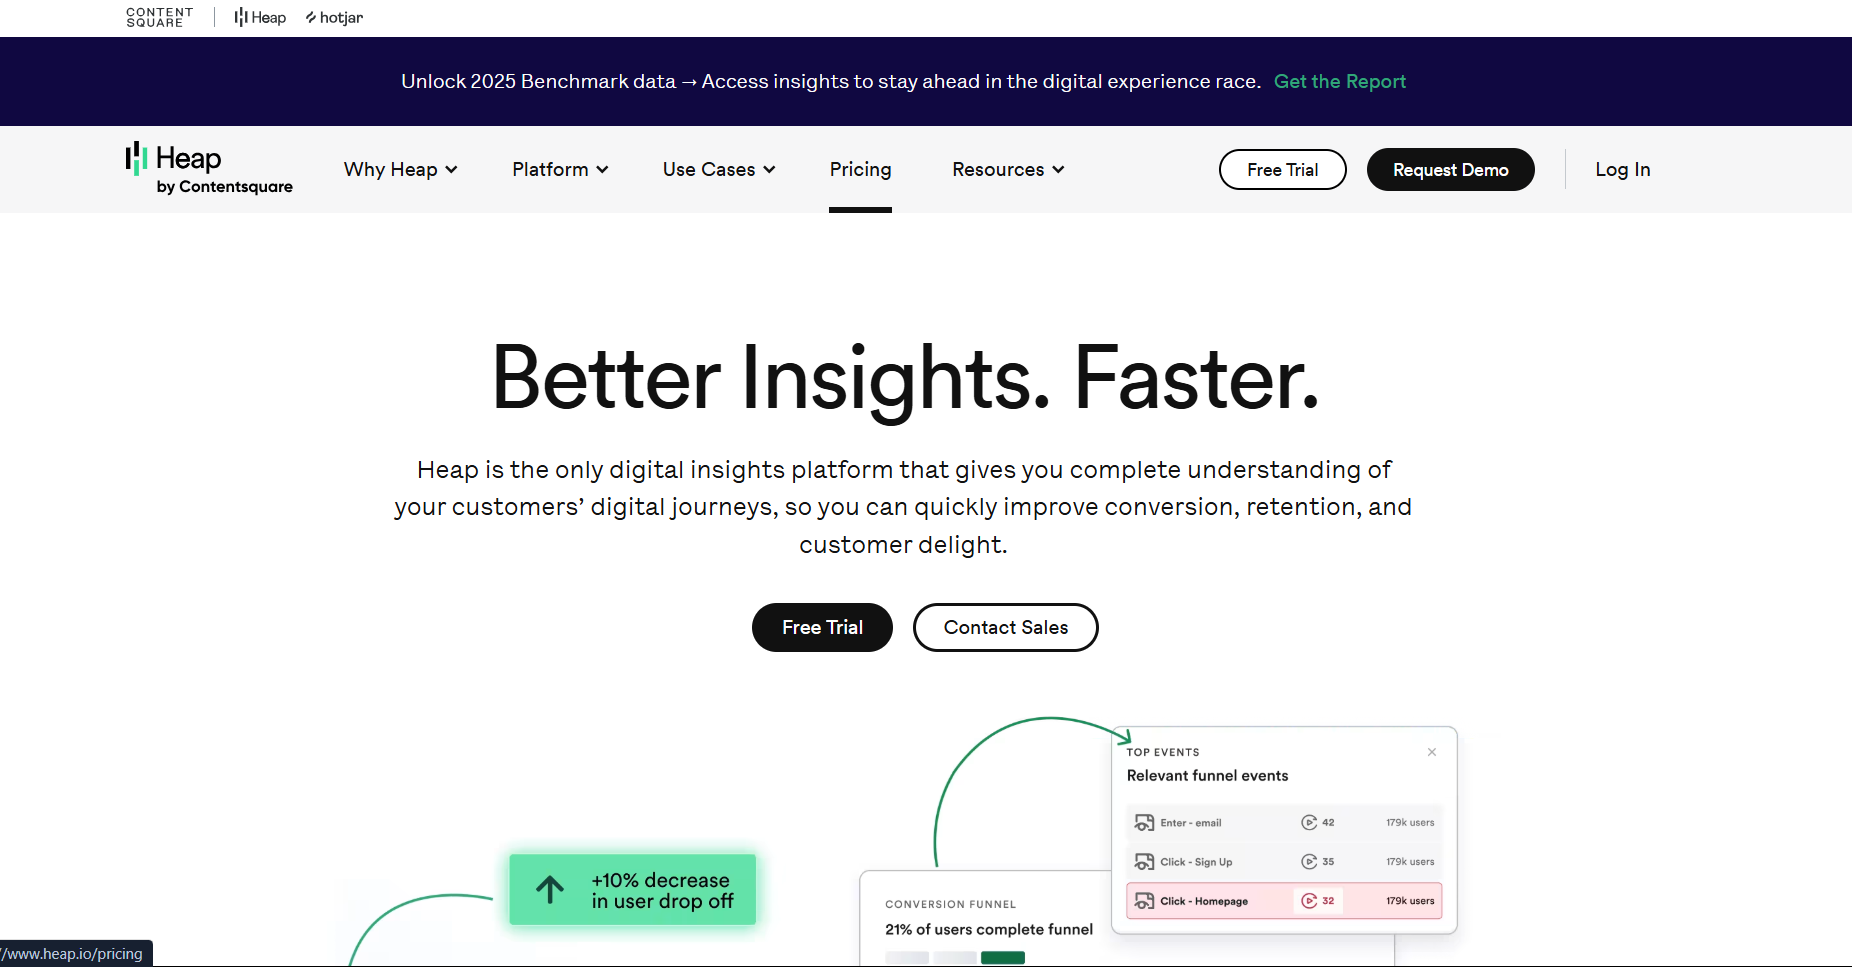 CONTENT
SQUARE
Heap
hotjar
Unlock 2025 Benchmark data → Access insights to stay ahead in the digital experience race. Get the Report
Heap
by Contentsquare
Why Heap
Platform
Use Cases
Pricing
Resources
Free Trial
Request Demo
Log In
Better Insights. Faster.
Heap is the only digital insights platform that gives you complete understanding of
your customers’ digital journeys, so you can quickly improve conversion, retention, and
customer delight.
Free Trial
Contact Sales
TOP EVENTS
Relevant funnel events
Enter - email 42 179k users
Click - Sign Up 35 179k users
Click - Homepage 32 179k users
+10% decrease
in user drop off
CONVERSION FUNNEL
21% of users complete funnel
/www.heap.io/pricing